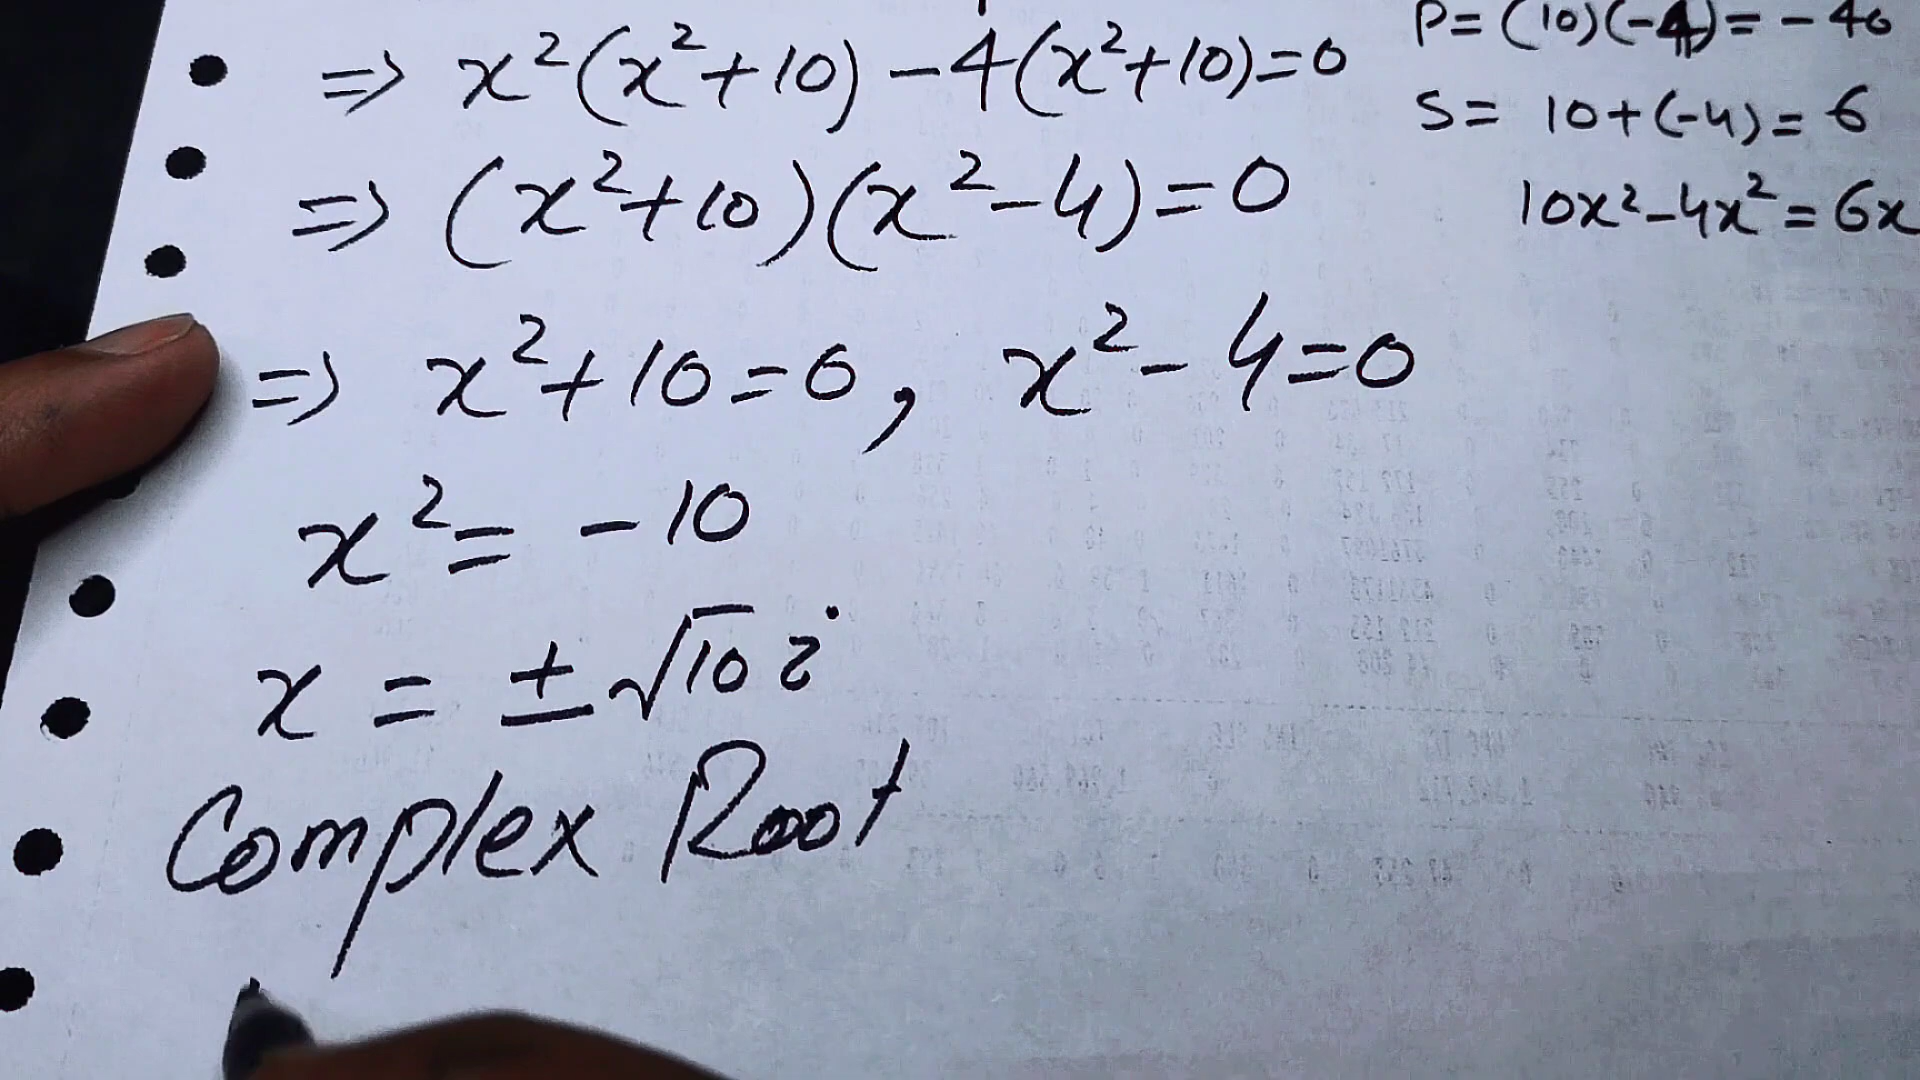 => x²(x²+10) -4(x²+10)=0
=> (x²+10)(x²-4)=0
=> x²+10=0, x²-4=0
x²= -10
x = ±√10 i
Complex Root
P= (10)(-4)= -40
S= 10+(-4)= 6
10x²-4x²=6x